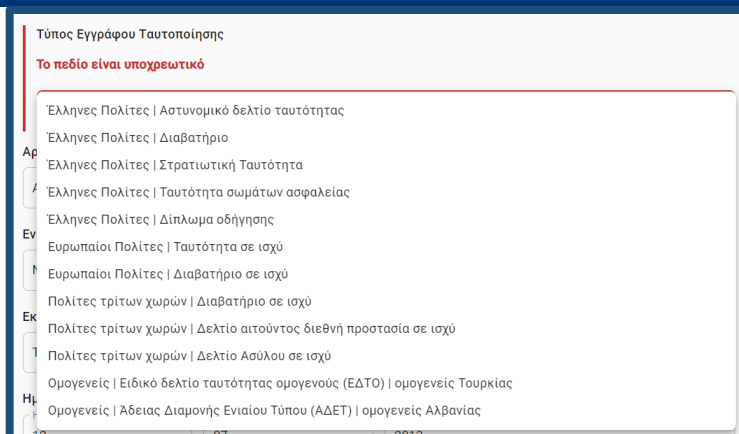 Τύπος Εγγράφου Ταυτοποίησης
Το πεδίο είναι υποχρεωτικό
Έλληνες Πολίτες | Αστυνομικό δελτίο ταυτότητας
Έλληνες Πολίτες | Διαβατήριο
Έλληνες Πολίτες | Στρατιωτική Ταυτότητα
Έλληνες Πολίτες | Ταυτότητα σωμάτων ασφαλείας
Έλληνες Πολίτες | Δίπλωμα οδήγησης
Ευρωπαίοι Πολίτες | Ταυτότητα σε ισχύ
Ευρωπαίοι Πολίτες | Διαβατήριο σε ισχύ
Πολίτες τρίτων χωρών | Διαβατήριο σε ισχύ
Πολίτες τρίτων χωρών | Δελτίο αιτούντος διεθνή προστασία σε ισχύ
Πολίτες τρίτων χωρών | Δελτίο Ασύλου σε ισχύ
Ομογενείς | Ειδικό δελτίο ταυτότητας ομογενούς (ΕΔΤΟ) | ομογενείς Τουρκίας
Ομογενείς | Άδειας Διαμονής Ενιαίου Τύπου (ΑΔΕΤ) | ομογενείς Αλβανίας